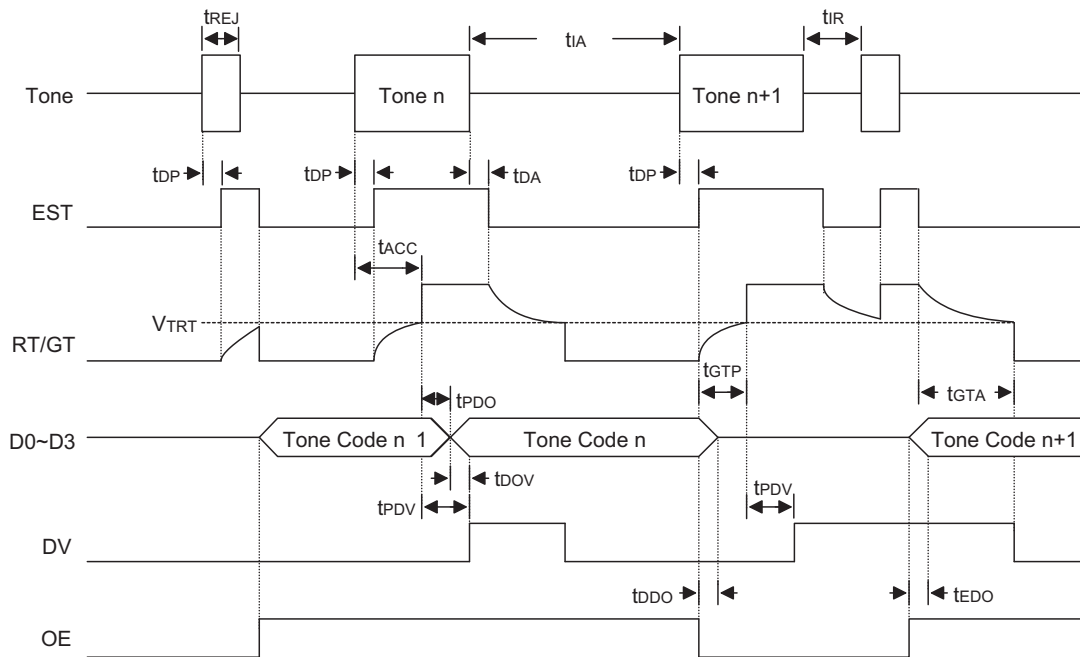 tREJ
tIA
tIR
Tone
Tone n
Tone n+1
tDP
tDP
tDA
tDP
EST
tACC
VTRT
RT/GT
tGTP
tGTA
tPDO
D0~D3
Tone Code n 1
Tone Code n
Tone Code n+1
tDOV
tPDV
tPDV
DV
tDDO
tEDO
OE